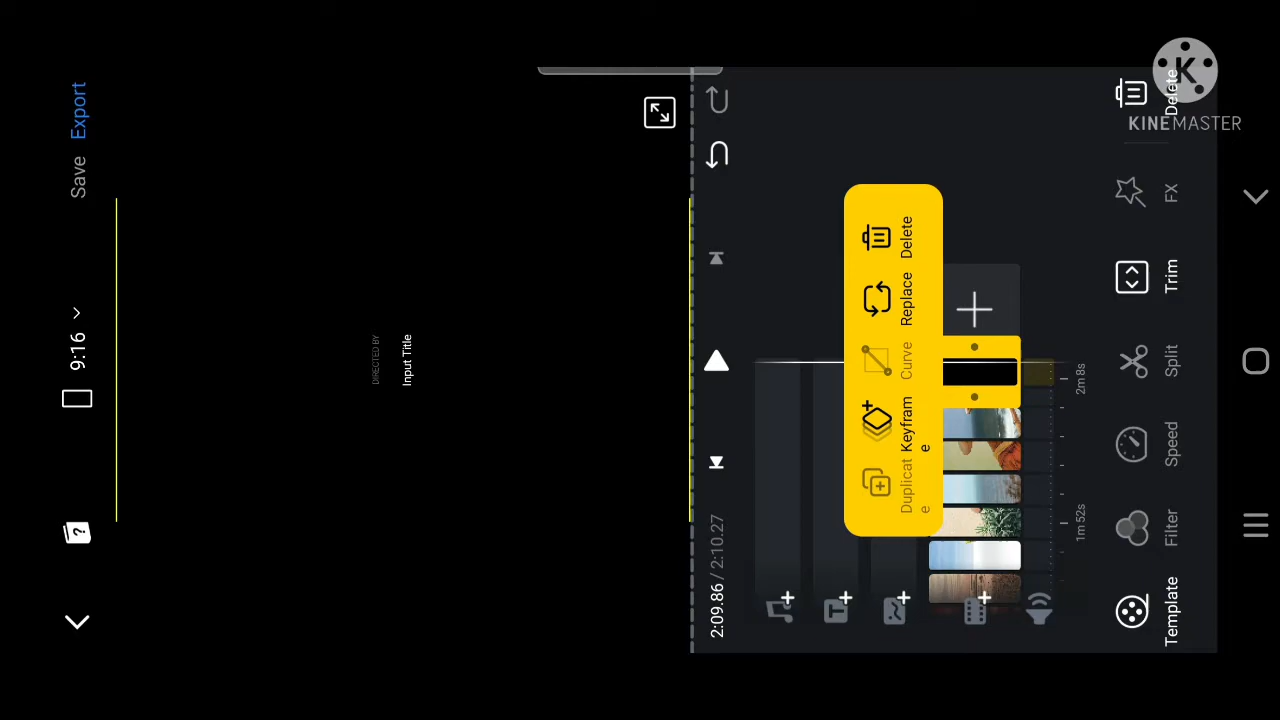 9:16
Save
Export
DIRECTED BY
Input Title
2:09.86 / 2:10.27
Duplicat
e
Keyfram
e
Curve
Replace
Delete
1m 52s
2m 8s
Template
Filter
Speed
Split
Trim
FX
Delete
K
KINEMASTER